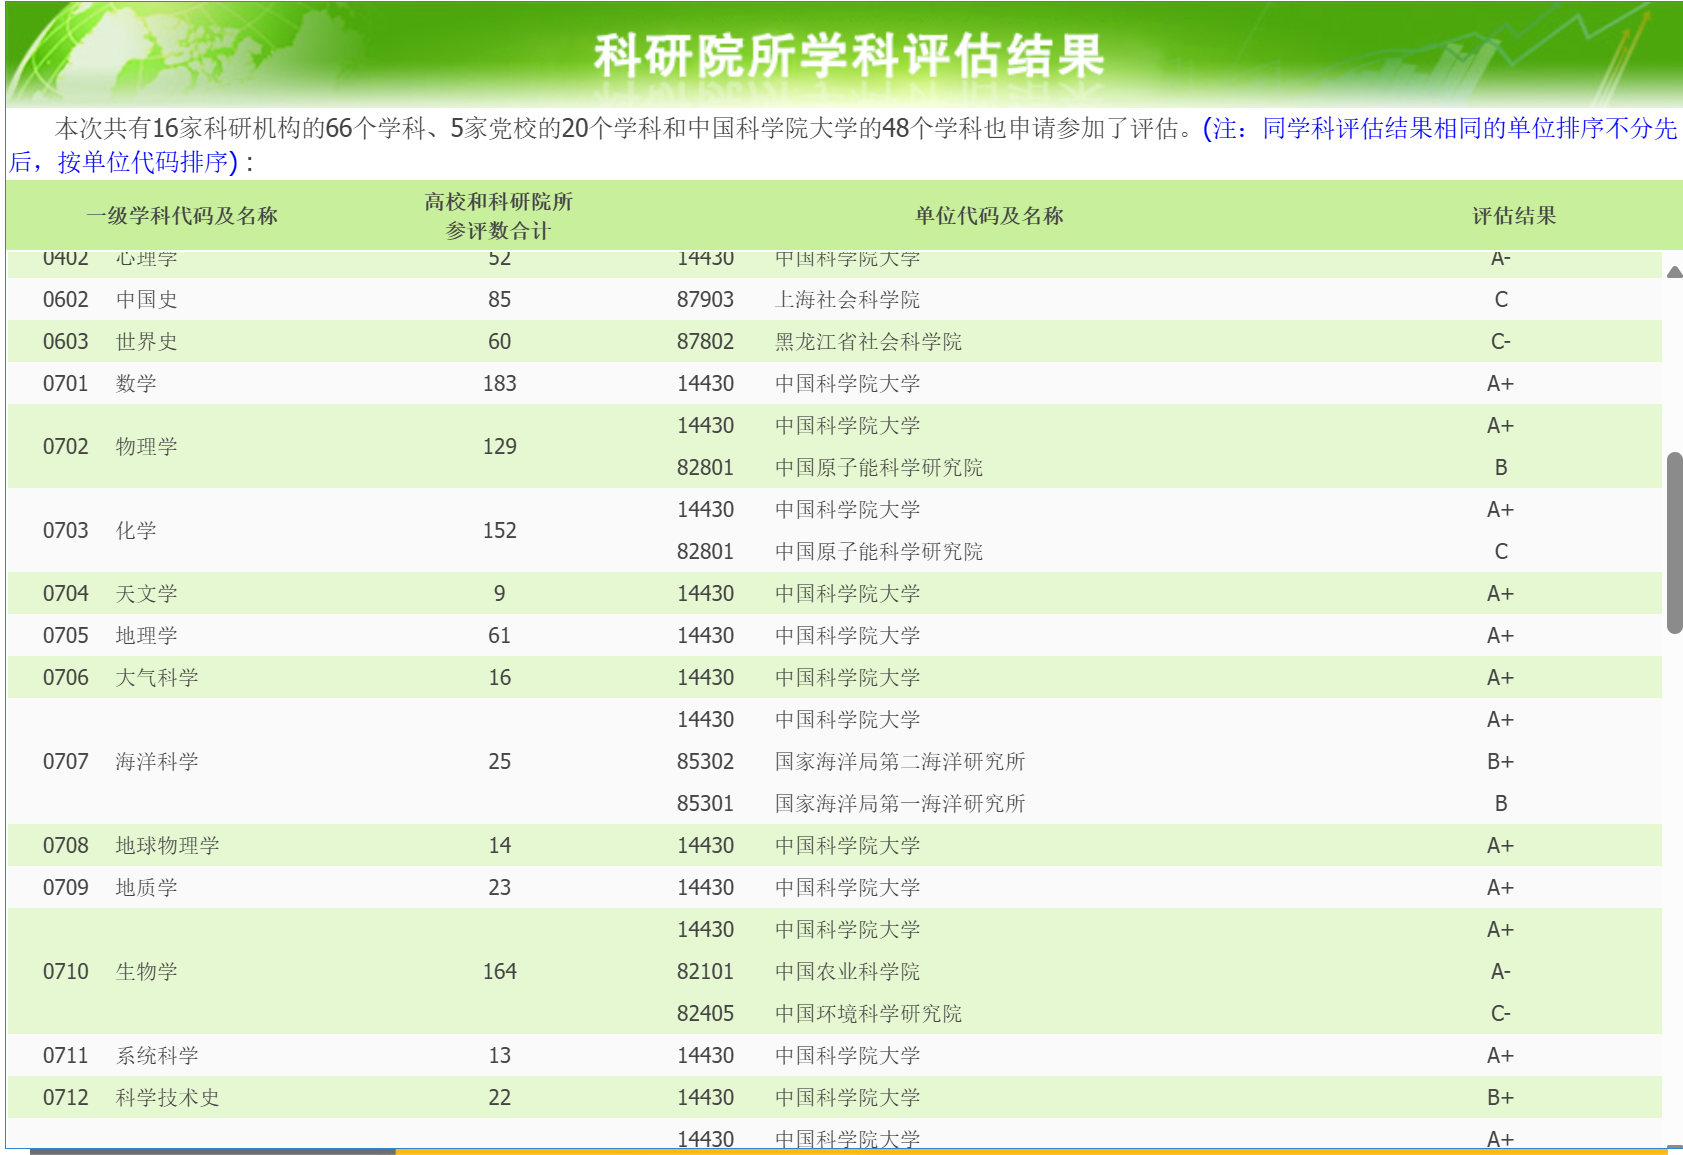 科研院所学科评估结果
本次共有16家科研机构的66个学科、5家党校的20个学科和中国科学院大学的48个学科也申请参加了评估。(注：同学科评估结果相同的单位排序不分先
后，按单位代码排序)：
一级学科代码及名称 高校和科研院所参评数合计 单位代码及名称 评估结果
0402 心理学 52 14430 中国科学院大学 A-
0602 中国史 85 87903 上海社会科学院 C
0603 世界史 60 87802 黑龙江省社会科学院 C-
0701 数学 183 14430 中国科学院大学 A+
0702 物理学 129 14430 中国科学院大学 A+
82801 中国原子能科学研究院 B
0703 化学 152 14430 中国科学院大学 A+
82801 中国原子能科学研究院 C
0704 天文学 9 14430 中国科学院大学 A+
0705 地理学 61 14430 中国科学院大学 A+
0706 大气科学 16 14430 中国科学院大学 A+
0707 海洋科学 25 14430 中国科学院大学 A+
85302 国家海洋局第二海洋研究所 B+
85301 国家海洋局第一海洋研究所 B
0708 地球物理学 14 14430 中国科学院大学 A+
0709 地质学 23 14430 中国科学院大学 A+
0710 生物学 164 14430 中国科学院大学 A+
82101 中国农业科学院 A-
82405 中国环境科学研究院 C-
0711 系统科学 13 14430 中国科学院大学 A+
0712 科学技术史 22 14430 中国科学院大学 B+
14430 中国科学院大学 A+